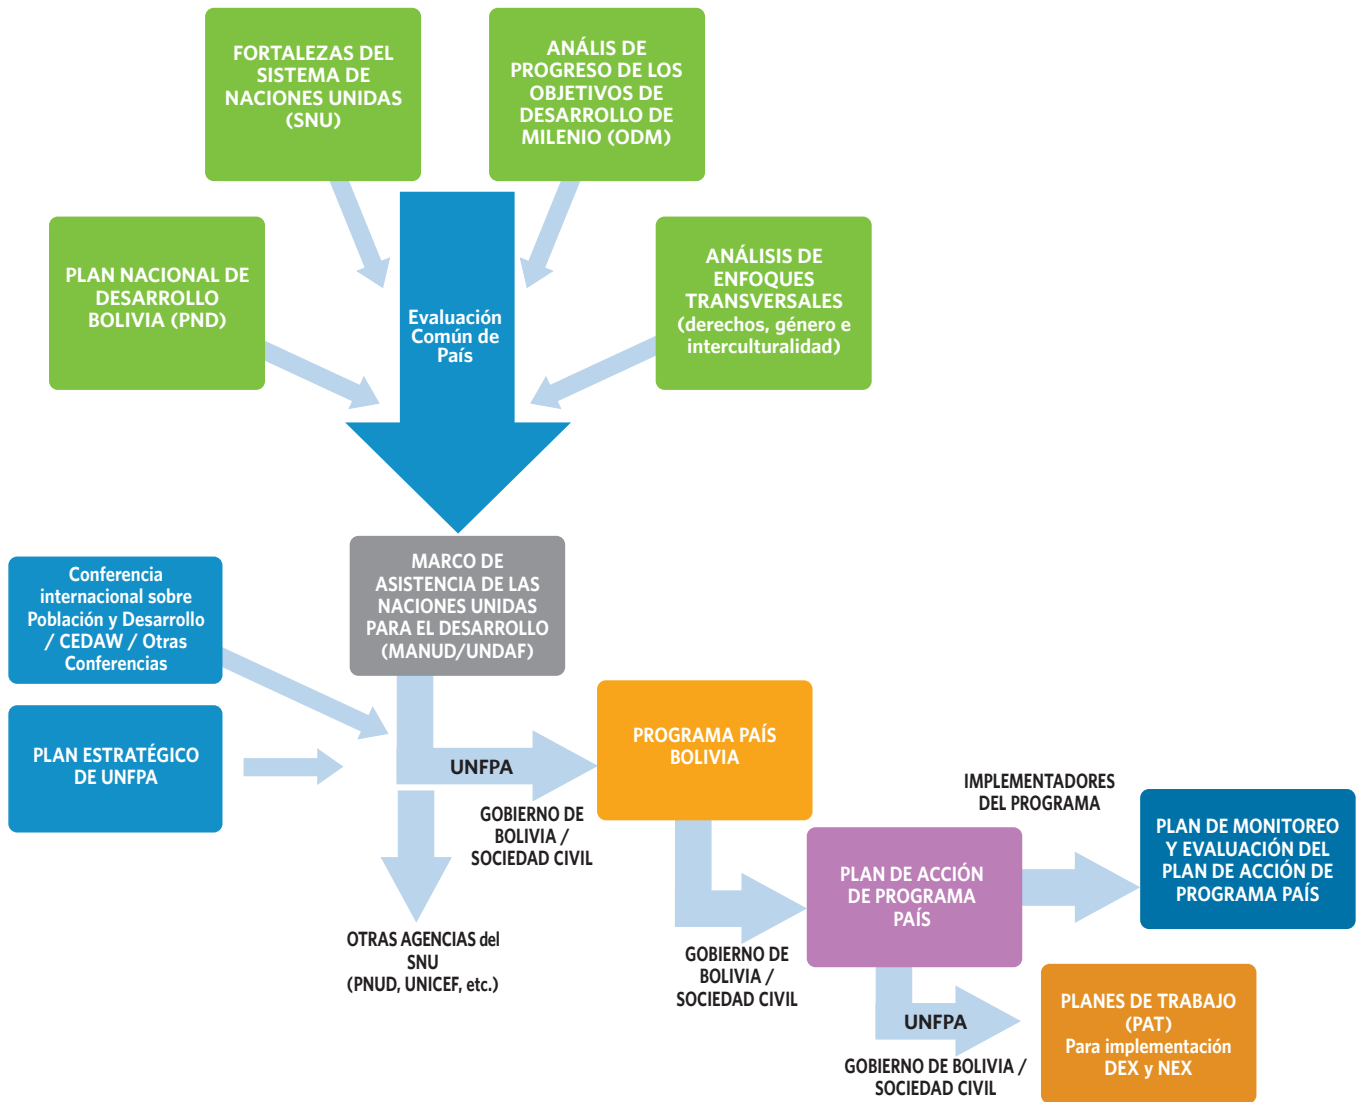 FORTALEZAS DEL
SISTEMA DE
NACIONES UNIDAS
(SNU)
ANÁLIS DE
PROGRESO DE LOS
OBJETIVOS DE
DESARROLLO DE
MILENIO (ODM)
PLAN NACIONAL DE
DESARROLLO
BOLIVIA (PND)
Evaluación
Común de
País
ANÁLISIS DE
ENFOQUES
TRANSVERSALES
(derechos, género e
interculturalidad)
MARCO DE
ASISTENCIA DE LAS
NACIONES UNIDAS
PARA EL DESARROLLO
(MANUD/UNDAF)
Conferencia
internacional sobre
Población y Desarrollo
/ CEDAW / Otras
Conferencias
PLAN ESTRATÉGICO
DE UNFPA
UNFPA
GOBIERNO DE
BOLIVIA /
SOCIEDAD CIVIL
PROGRAMA PAÍS
BOLIVIA
OTRAS AGENCIAS del
SNU
(PNUD, UNICEF, etc.)
GOBIERNO DE
BOLIVIA /
SOCIEDAD CIVIL
PLAN DE ACCIÓN
DE PROGRAMA
PAÍS
IMPLEMENTADORES
DEL PROGRAMA
PLAN DE MONITOREO
Y EVALUACIÓN DEL
PLAN DE ACCIÓN DE
PROGRAMA PAÍS
UNFPA
GOBIERNO DE BOLIVIA /
SOCIEDAD CIVIL
PLANES DE TRABAJO
(PAT)
Para implementación
DEX y NEX